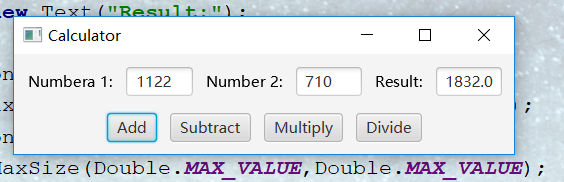 new Text("Result:");
Calculator
Numbera 1: 1122 Number 2: 710 Result: 1832.0
);
Add Subtract Multiply Divide
MaxSize(Double.MAX_VALUE,Double.MAX_VALUE);